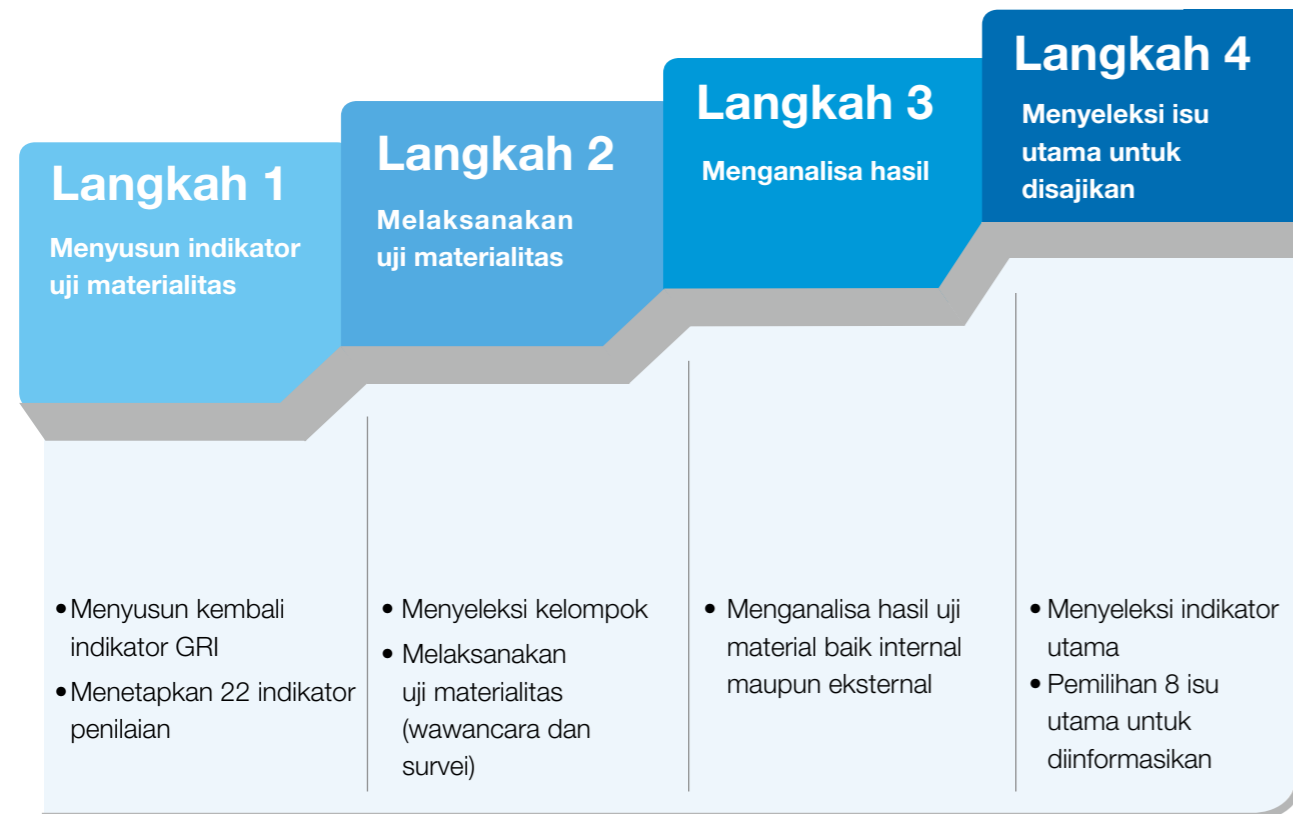 Langkah 1
Menyusun indikator
uji materialitas
Langkah 2
Melaksanakan
uji materialitas
Langkah 3
Menganalisa hasil
Langkah 4
Menyeleksi isu
utama untuk
disajikan
•Menyusun kembali
indikator GRI
•Menetapkan 22 indikator
penilaian
• Menyeleksi kelompok
• Melaksanakan
uji materialitas
(wawancara dan
survei)
• Menganalisa hasil uji
material baik internal
maupun eksternal
• Menyeleksi indikator
utama
• Pemilihan 8 isu
utama untuk
diinformasikan